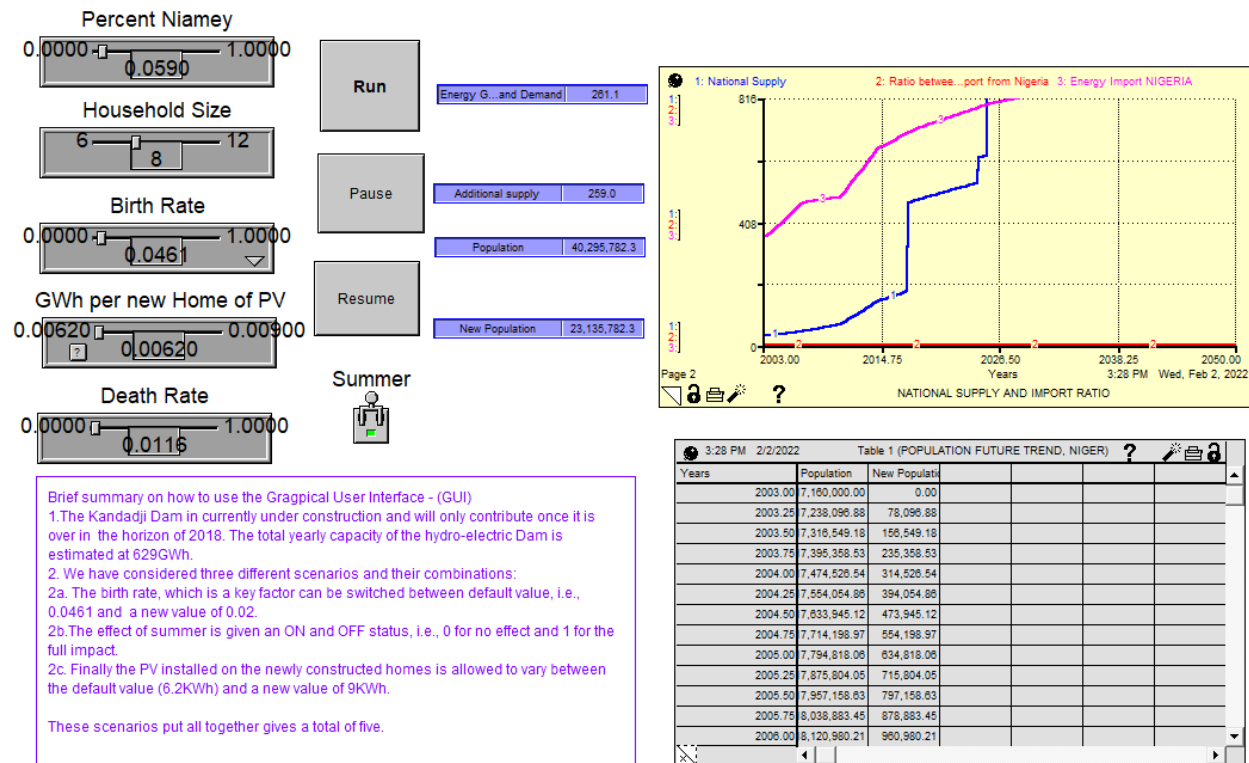 Percent Niamey
0.0000 1.0000
0.0590
Household Size
6 12
8
Birth Rate
0.0000 1.0000
0.0461
GWh per new Home of PV
0.00620 0.00900
? 0.00620
Death Rate
0.0000 1.0000
0.0116
Run
Pause
Resume
Summer
Energy G...and Demand 261.1
Additional supply 259.0
Population 40,295,782.3
New Population 23,135,782.3
1: National Supply 2: Ratio betwee...port from Nigeria 3: Energy Import NIGERIA
1:
2:
3:
816
1:
2:
3:
408
1:
2:
3:
0
1 1 2 2 2 2 3 3
2003.00 2014.75 2026.50 2038.25 2050.00
Page 2 Years 3:28 PM Wed, Feb 2, 2022
? NATIONAL SUPPLY AND IMPORT RATIO
Brief summary on how to use the Gragpical User Interface - (GUI)
1.The Kandadji Dam in currently under construction and will only contribute once it is
over in the horizon of 2018. The total yearly capacity of the hydro-electric Dam is
estimated at 629GWh.
2. We have considered three different scenarios and their combinations:
2a. The birth rate, which is a key factor can be switched between default value, i.e.,
0.0461 and a new value of 0.02.
2b.The effect of summer is given an ON and OFF status, i.e., 0 for no effect and 1 for the
full impact.
2c. Finally the PV installed on the newly constructed homes is allowed to vary between
the default value (6.2KWh) and a new value of 9KWh.
These scenarios put all together gives a total of five.
3:28 PM 2/2/2022 Table 1 (POPULATION FUTURE TREND, NIGER) ?
Years Population New Populatio
2003.00 7,160,000.00 0.00
2003.25 7,238,096.88 78,096.88
2003.50 7,316,549.18 156,549.18
2003.75 7,395,358.53 235,358.53
2004.00 7,474,526.54 314,526.54
2004.25 7,554,054.86 394,054.86
2004.50 7,633,945.12 473,945.12
2004.75 7,714,198.97 554,198.97
2005.00 7,794,818.06 634,818.06
2005.25 7,875,804.05 715,804.05
2005.50 7,957,158.63 797,158.63
2005.75 8,038,883.45 878,883.45
2006.00 8,120,980.21 960,980.21